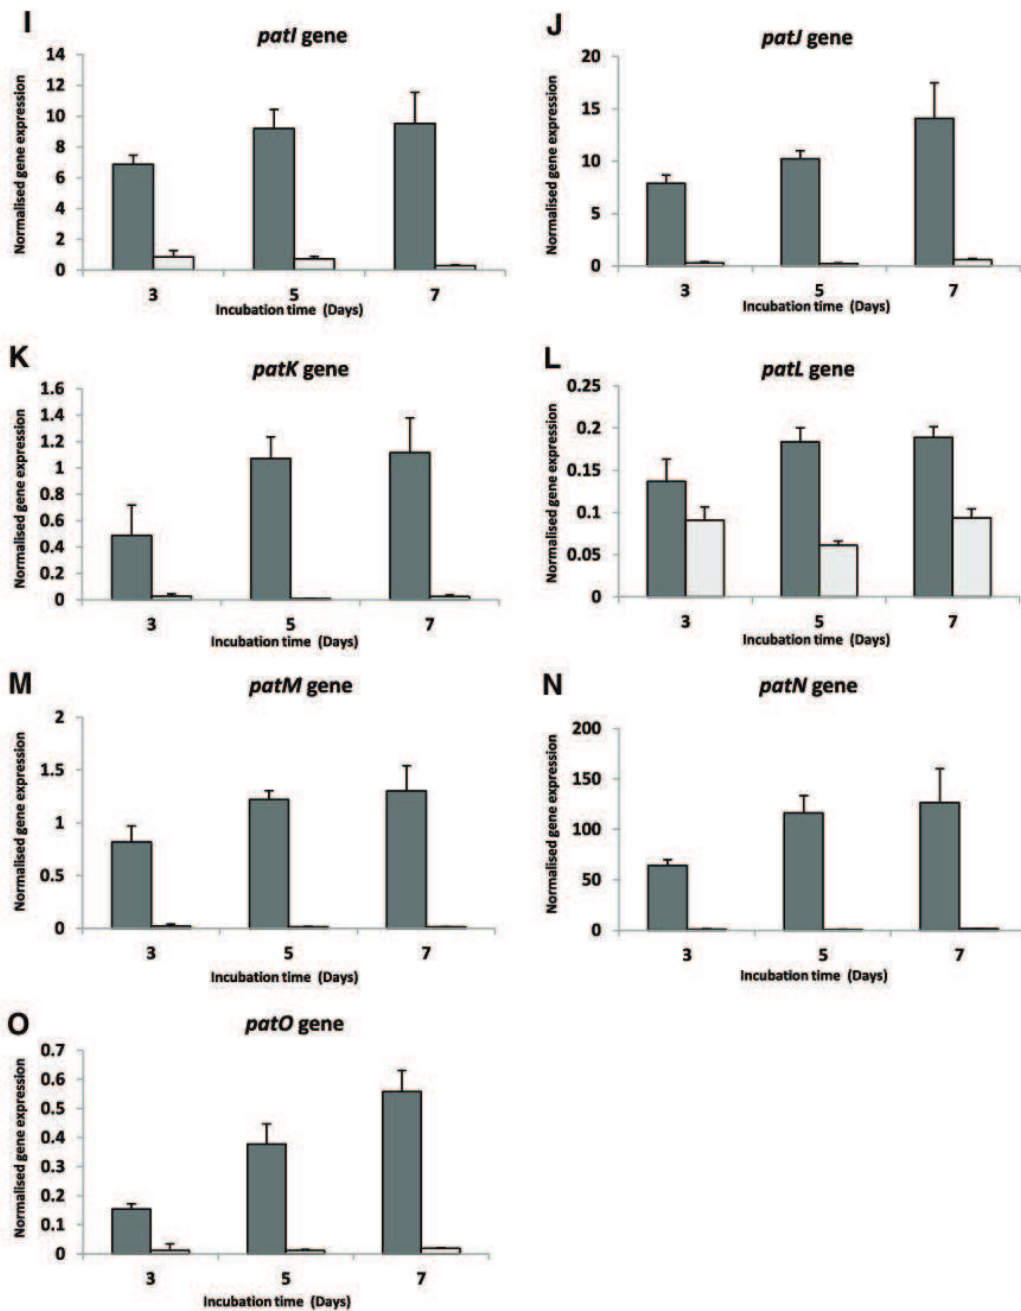 I
patI gene
Normalised gene expression
14
12
10
8
6
4
2
0
3 5 7
Incubation time (Days)
J
patJ gene
Normalised gene expression
20
15
10
5
0
3 5 7
Incubation time (Days)
K
patK gene
Normalised gene expression
1.6
1.4
1.2
1
0.8
0.6
0.4
0.2
0
3 5 7
Incubation time (Days)
L
patL gene
Normalised gene expression
0.25
0.2
0.15
0.1
0.05
0
3 5 7
Incubation time (Days)
M
patM gene
Normalised gene expression
2
1.5
1
0.5
0
3 5 7
Incubation time (Days)
N
patN gene
Normalised gene expression
200
150
100
50
0
3 5 7
Incubation time (Days)
O
patO gene
Normalised gene expression
0.7
0.6
0.5
0.4
0.3
0.2
0.1
0
3 5 7
Incubation time (Days)